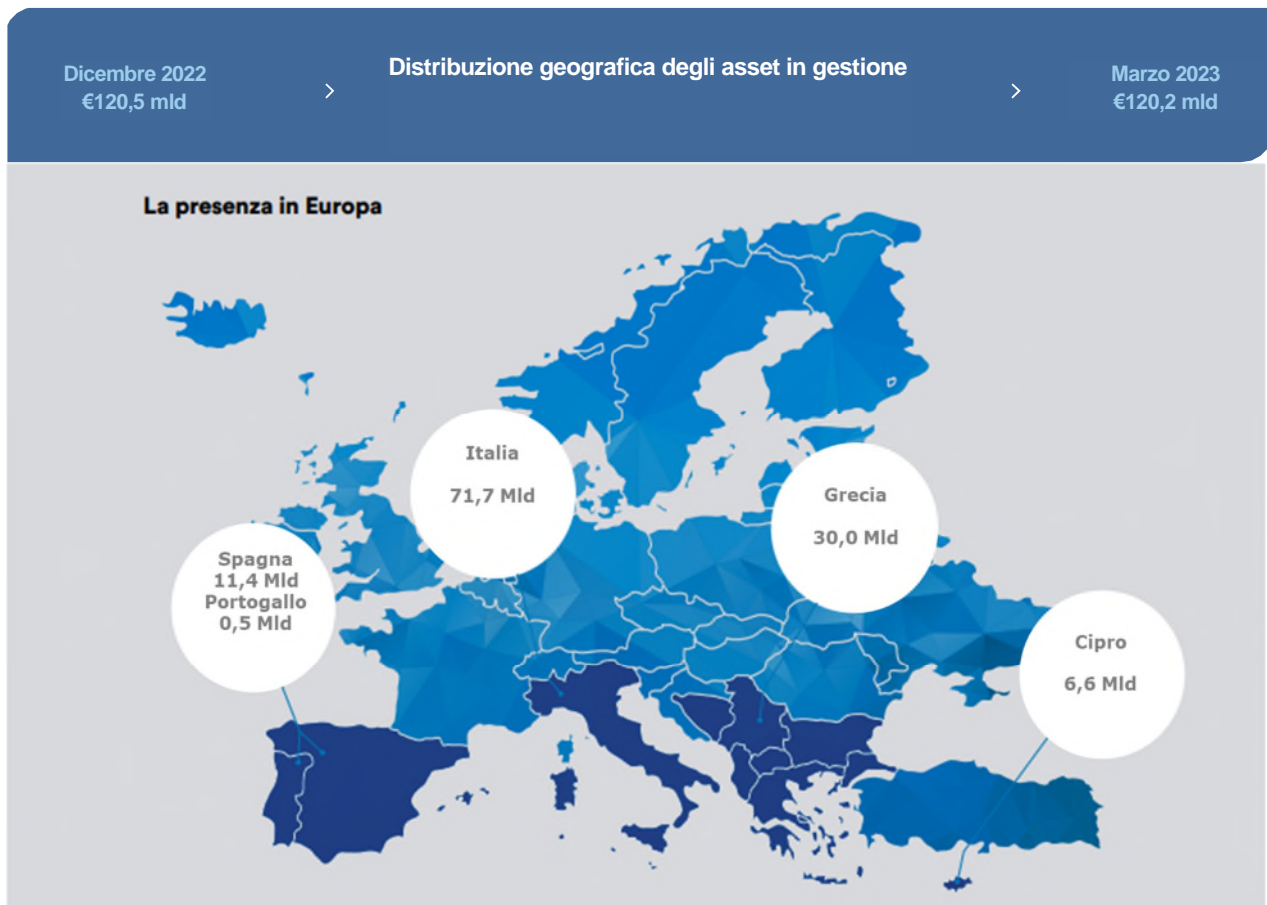 Dicembre 2022
€120,5 mld
Distribuzione geografica degli asset in gestione
Marzo 2023
€120,2 mld
La presenza in Europa
Italia
71,7 Mld
Grecia
30,0 Mld
Spagna
11,4 Mld
Portogallo
0,5 Mld
Cipro
6,6 Mld